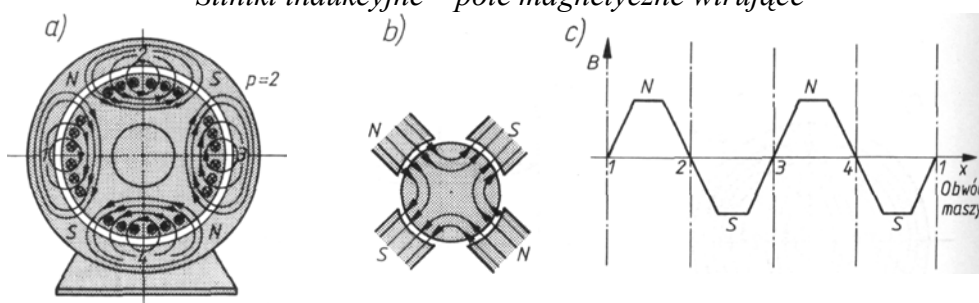 Silniki indukcyjne – pole magnetyczne wirujące
a)
2
N
S
p=2
1
3
S
N
4
b)
N
S
S
N
c)
B
N
N
1
2
3
4
1
x
S
S
Obwód
maszy